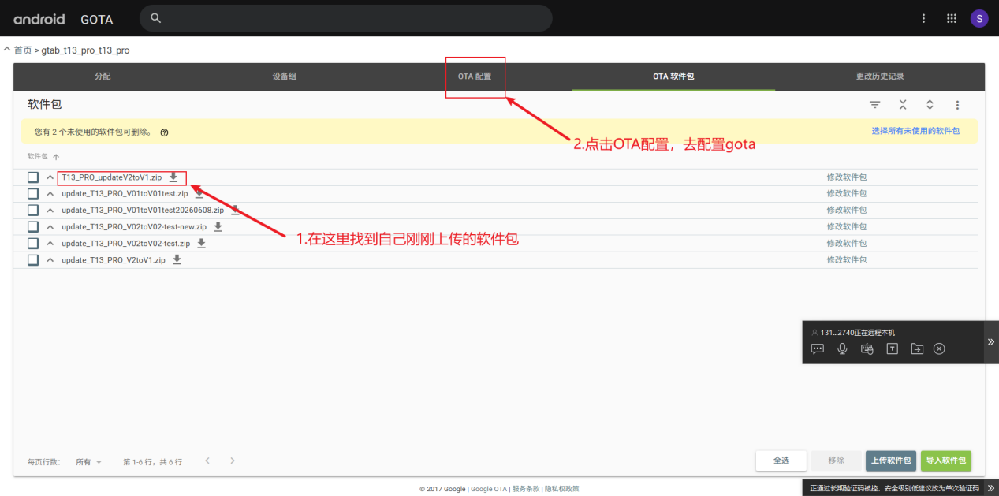 android GOTA
S
首页 > gtab_t13_pro_t13_pro
分配 设备组 OTA 配置 OTA 软件包 更改历史记录
软件包
您有 2 个未使用的软件包可删除。 选择所有未使用的软件包
2.点击OTA配置，去配置gota
软件包
T13_PRO_updateV2toV1.zip 修改软件包
update_T13_PRO_V01toV01test.zip 修改软件包
update_T13_PRO_V01toV01test20260608.zip 修改软件包
update_T13_PRO_V02toV02-test-new.zip 修改软件包
1.在这里找到自己刚刚上传的软件包
update_T13_PRO_V02toV02-test.zip 修改软件包
update_T13_PRO_V2toV1.zip 修改软件包
131...2740正在远程本机
每页行数： 所有 第 1-6 行，共 6 行 全选 移除 上传软件包 导入软件包
© 2017 Google | Google OTA | 服务条款 | 隐私权政策
正通过长期验证码被控，安全级别低建议改为单次验证码